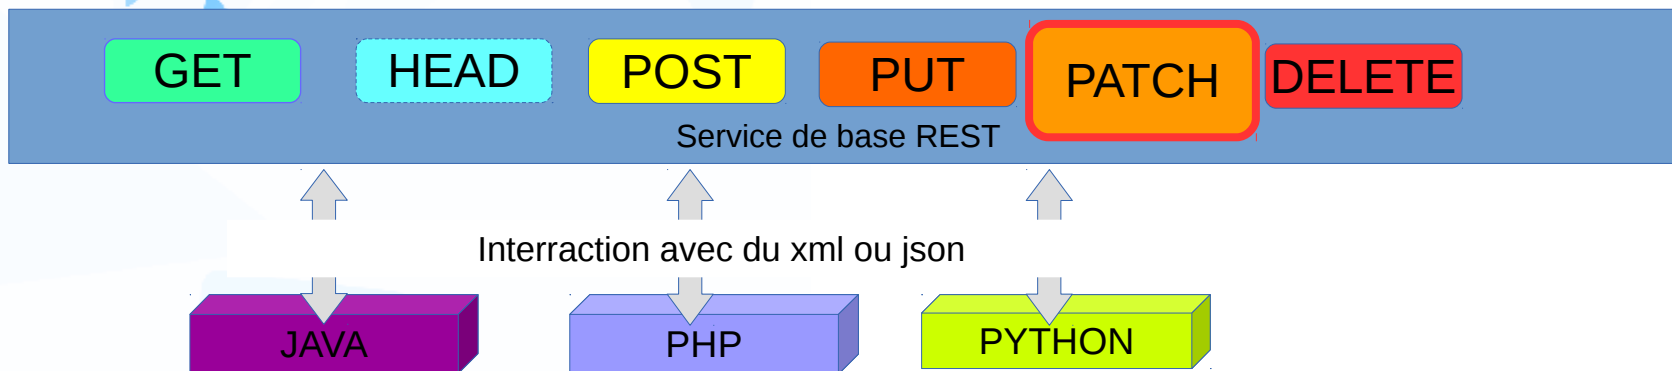 GET HEAD POST PUT PATCH DELETE
Service de base REST
Interraction avec du xml ou json
JAVA PHP PYTHON